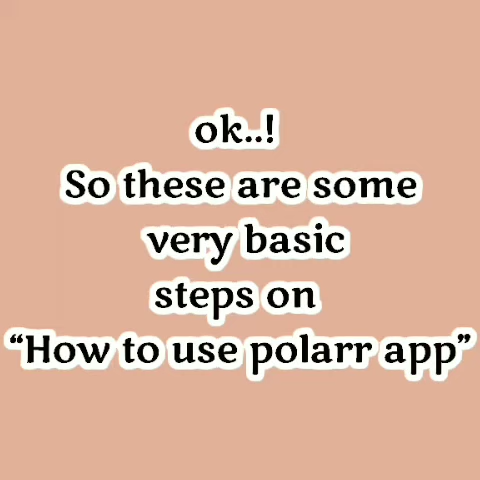 ok..!
So these are some
very basic
steps on
“How to use polarr app”